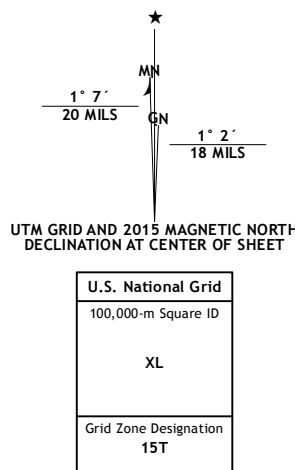 MN
1° 7´
20 MILS
GN
1° 2´
18 MILS
UTM GRID AND 2015 MAGNETIC NORTH
DECLINATION AT CENTER OF SHEET
U.S. National Grid
100,000-m Square ID
XL
Grid Zone Designation
15T